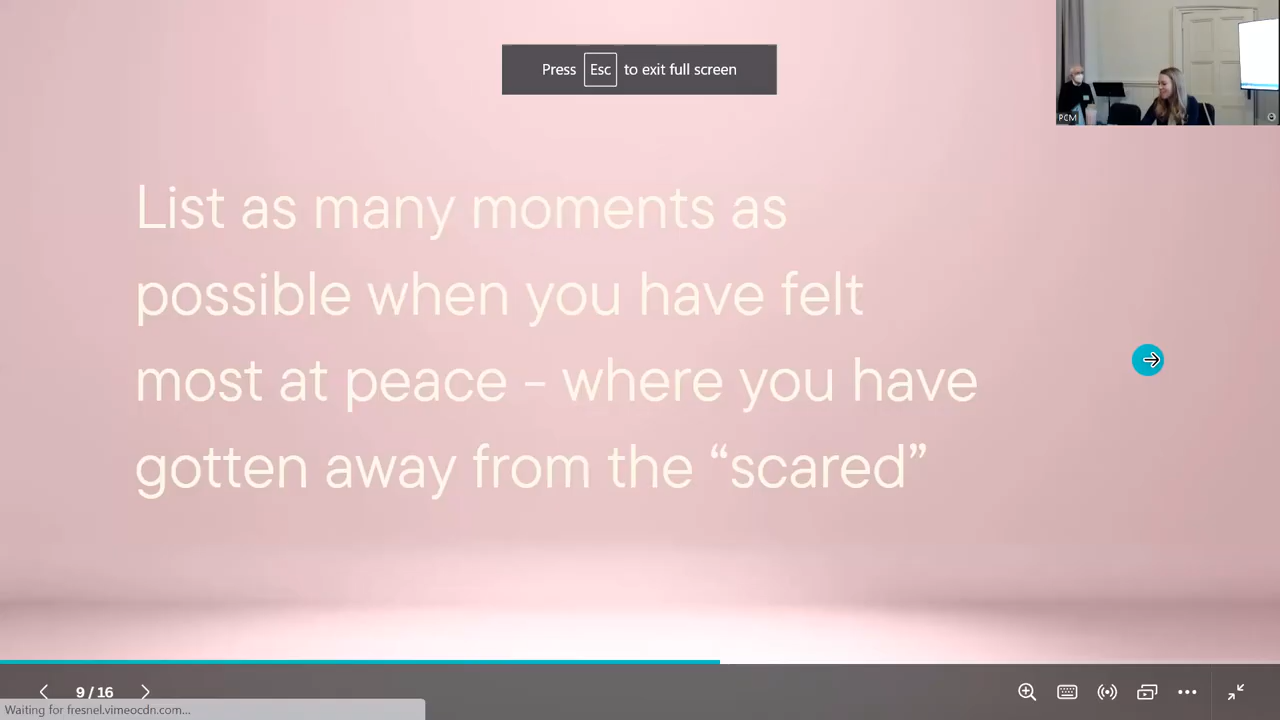 Press Esc to exit full screen
PCM
List as many moments as
possible when you have felt
most at peace – where you have
gotten away from the “scared”
9 / 16
Waiting for fresnel.vimeocdn.com...